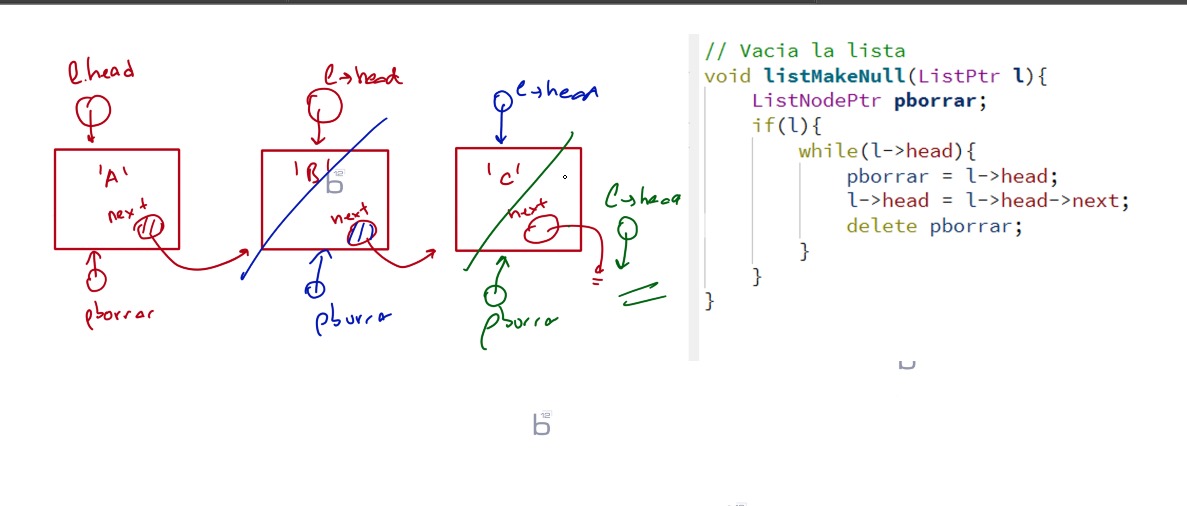 l.head
l->head
l->head
'A'
'B'
'C'
next
next
next
l->head
pborrar
pburra
pborra
// Vacia la lista
void listMakeNull(ListPtr l){
ListNodePtr pborrar;
if(l){
while(l->head){
pborrar = l->head;
l->head = l->head->next;
delete pborrar;
}
}
}